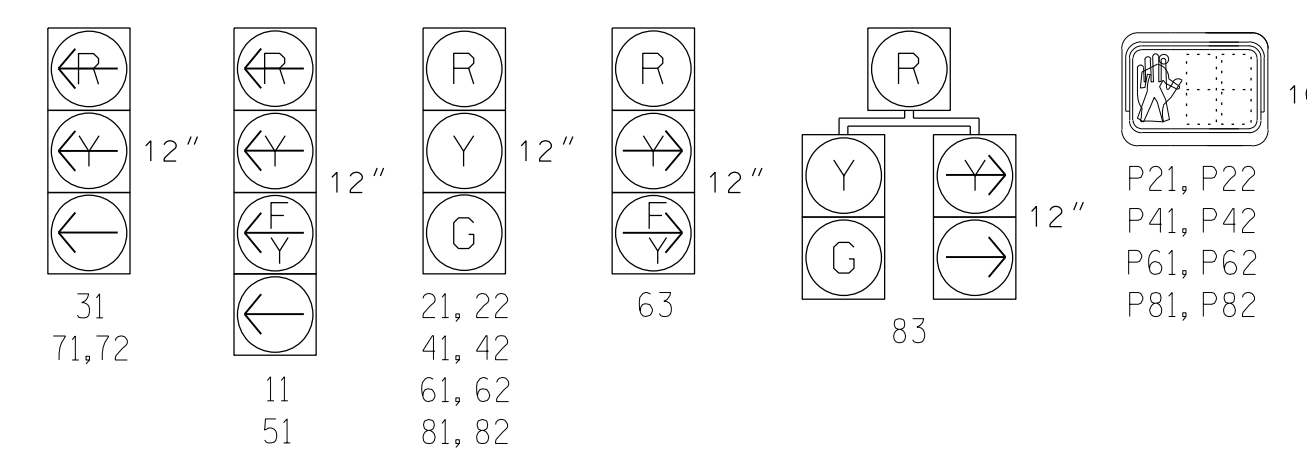 R R R R R
Y Y Y Y Y Y
F
Y G F
Y G
12" 12" 12" 12" 12"
31
71,72
11
51
21, 22
41, 42
61, 62
81, 82
63
83
P21, P22
P41, P42
P61, P62
P81, P82